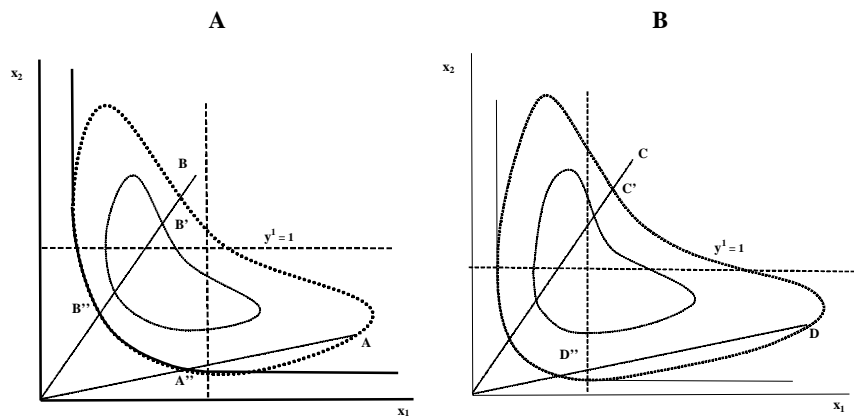 A
B
x2
B
B'
y¹ = 1
B''
A
A''
x1
x2
C
C'
y¹ = 1
D''
D
x1